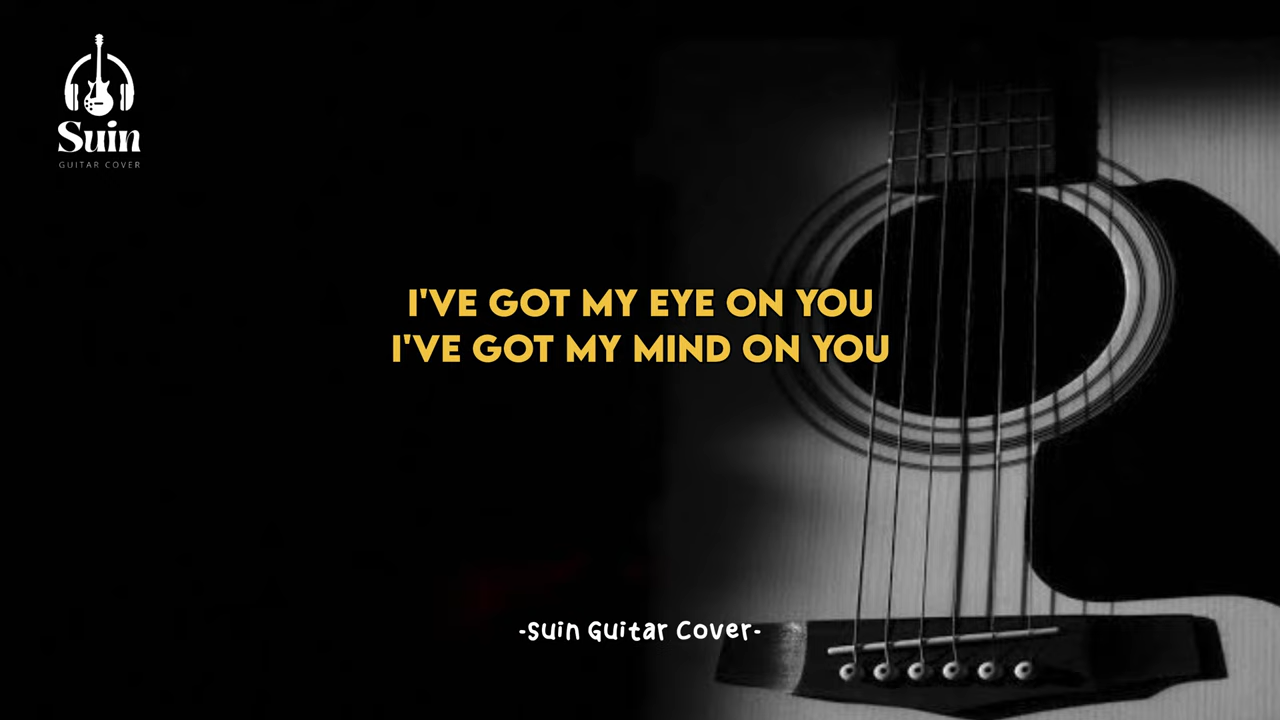 Suin
GUITAR COVER
I'VE GOT MY EYE ON YOU
I'VE GOT MY MIND ON YOU
-Suin Guitar Cover-